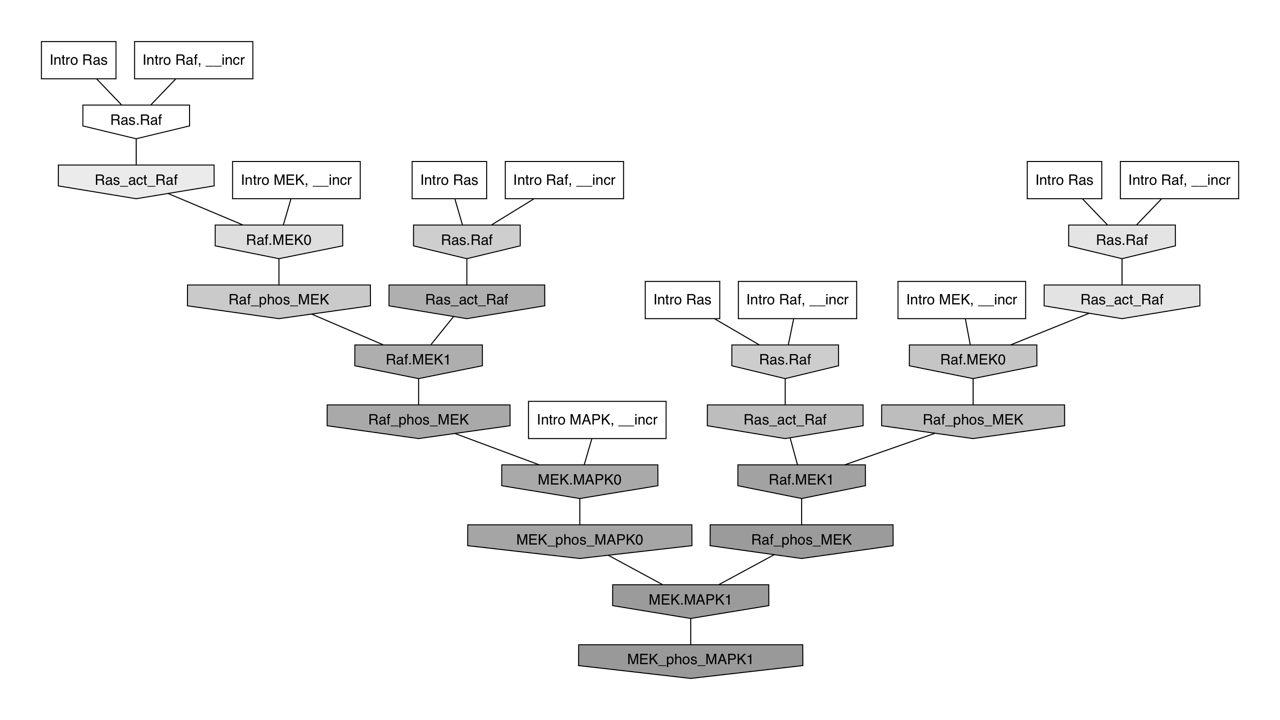 Intro Ras
Intro Raf, __incr
Ras.Raf
Ras_act_Raf
Intro MEK, __incr
Intro Ras
Intro Raf, __incr
Intro Ras
Intro Raf, __incr
Raf.MEK0
Ras.Raf
Ras.Raf
Raf_phos_MEK
Ras_act_Raf
Intro Ras
Intro Raf, __incr
Intro MEK, __incr
Ras_act_Raf
Raf.MEK1
Ras.Raf
Raf.MEK0
Raf_phos_MEK
Intro MAPK, __incr
Ras_act_Raf
Raf_phos_MEK
MEK.MAPK0
Raf.MEK1
MEK_phos_MAPK0
Raf_phos_MEK
MEK.MAPK1
MEK_phos_MAPK1